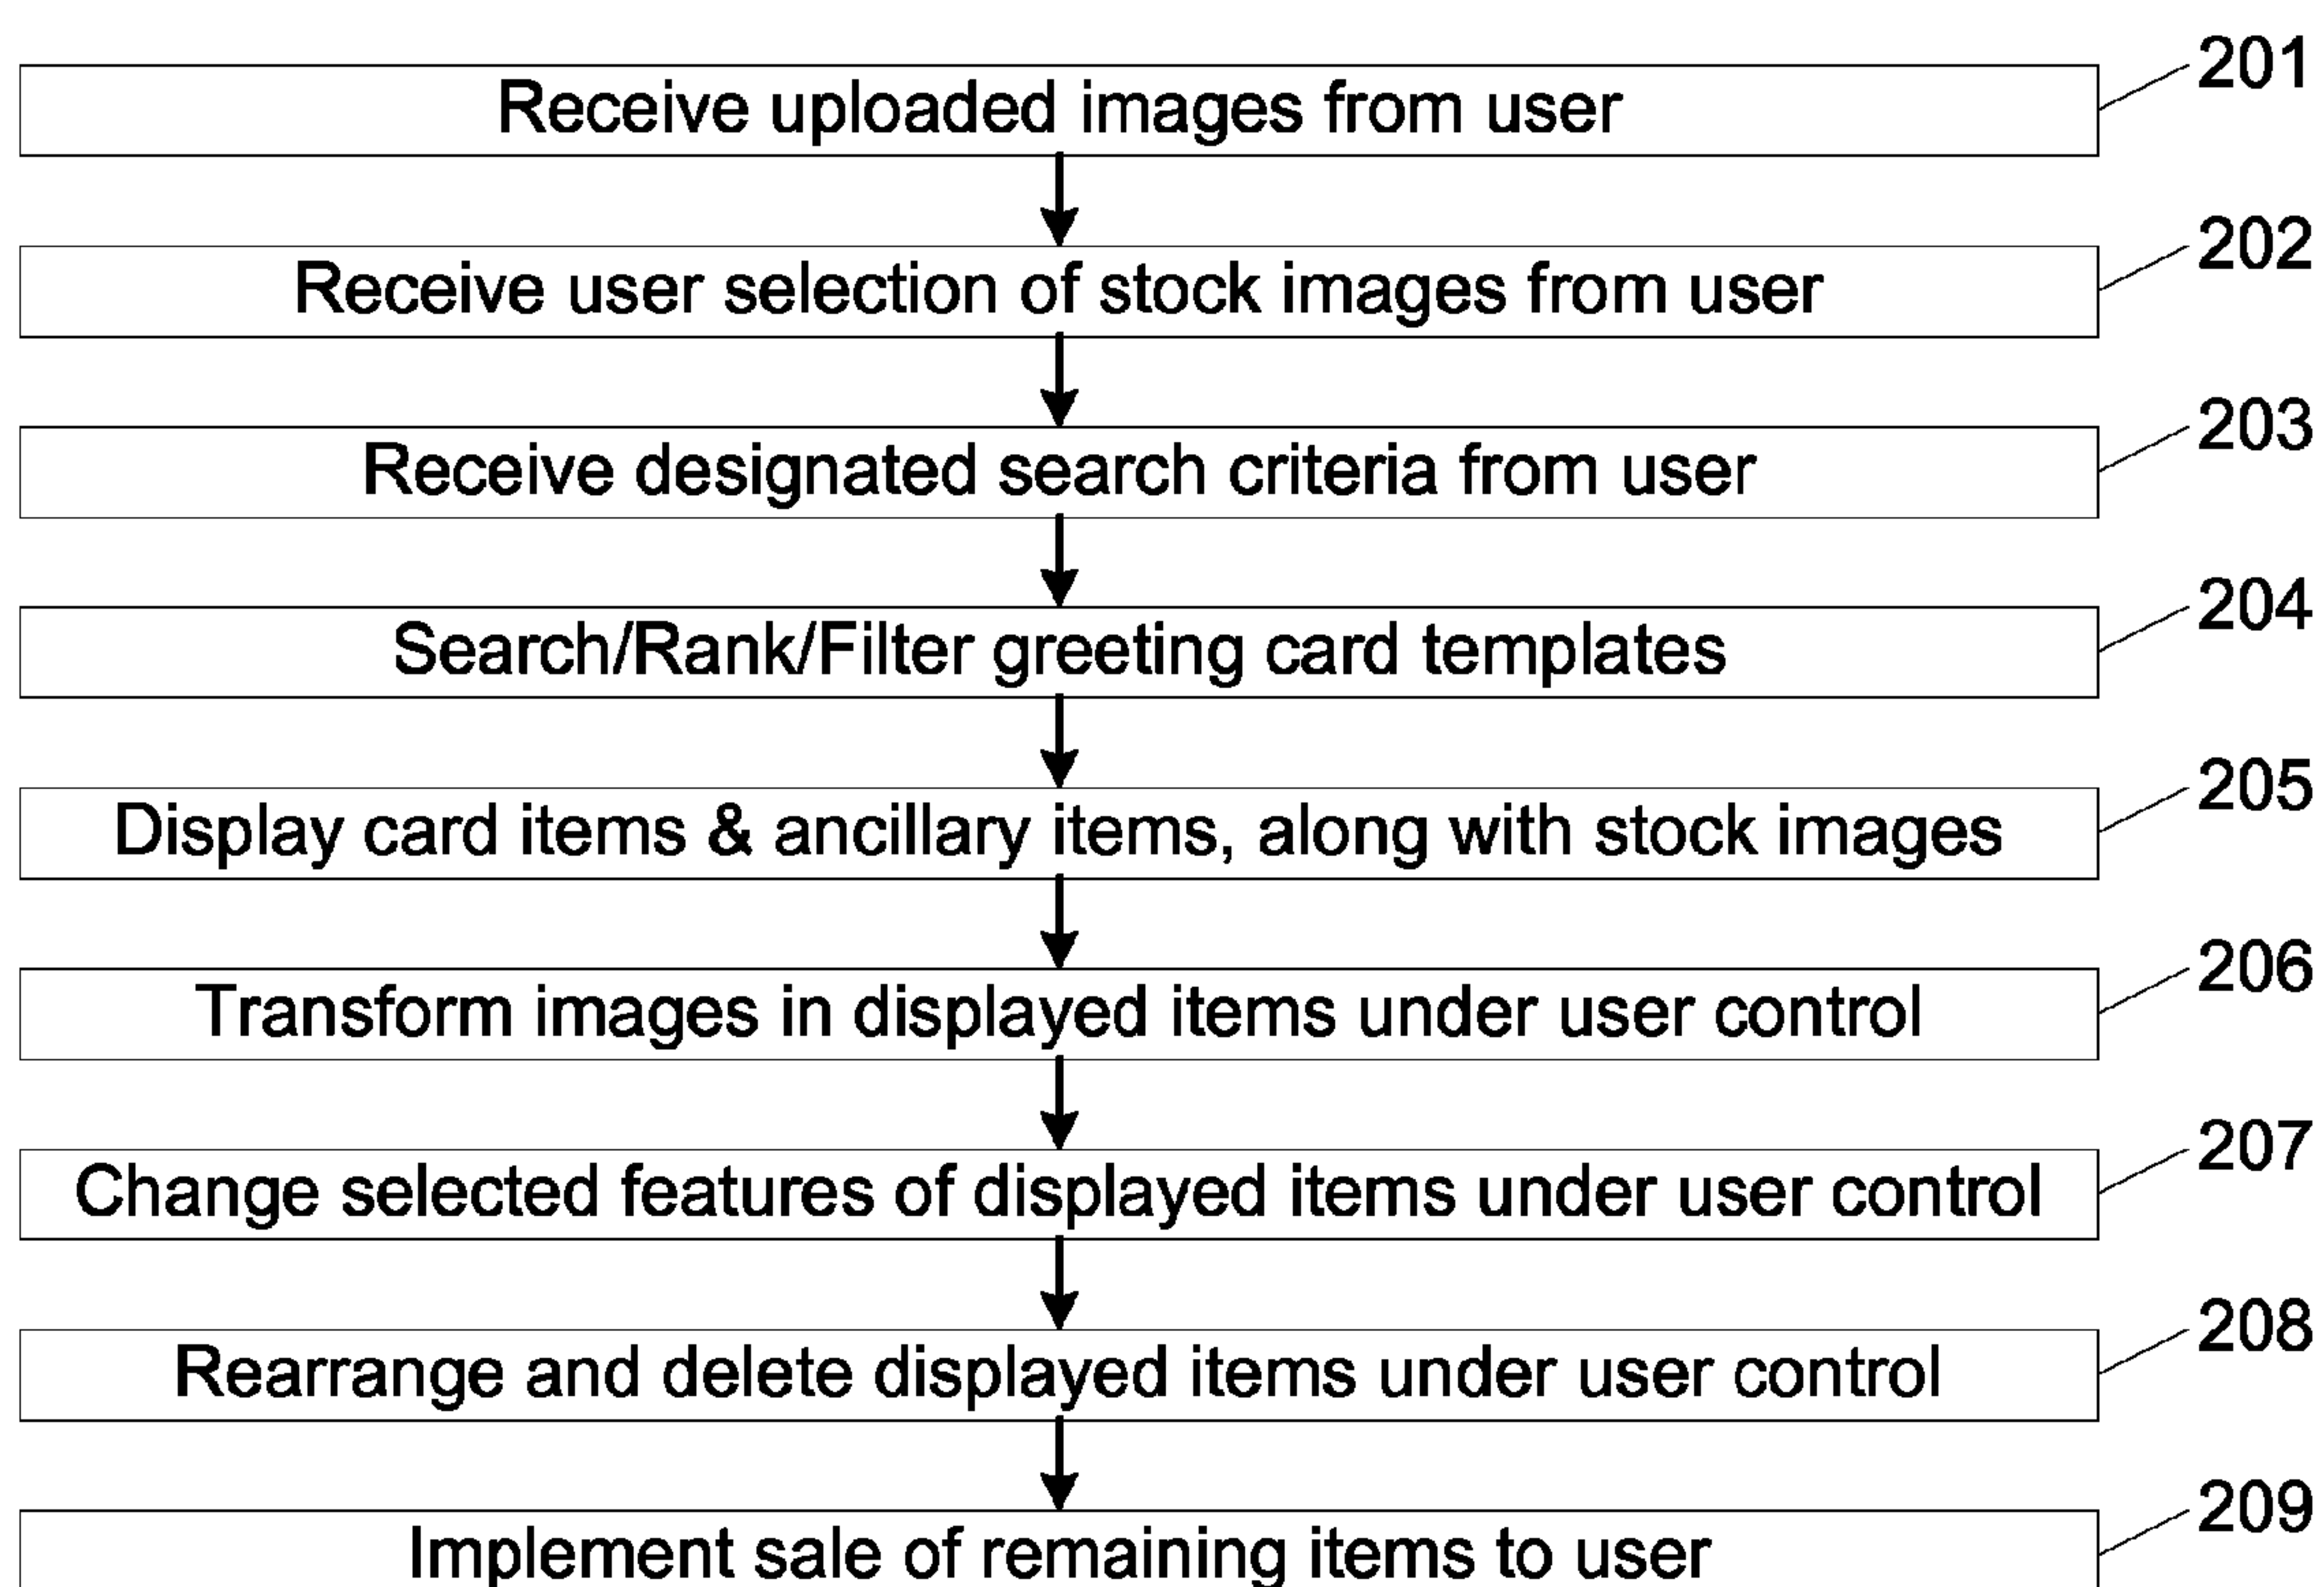 Receive uploaded images from user 201
Receive user selection of stock images from user 202
Receive designated search criteria from user 203
Search/Rank/Filter greeting card templates 204
Display card items & ancillary items, along with stock images 205
Transform images in displayed items under user control 206
Change selected features of displayed items under user control 207
Rearrange and delete displayed items under user control 208
Implement sale of remaining items to user 209